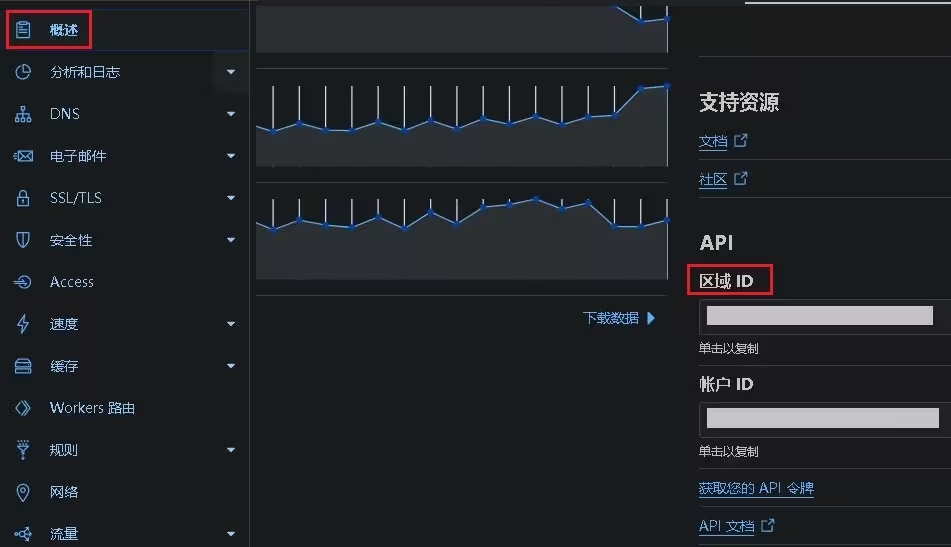 概述
分析和日志
DNS
电子邮件
SSL/TLS
安全性
Access
速度
缓存
Workers 路由
规则
网络
流量
下载数据
支持资源
文档
社区
API
区域 ID
单击以复制
帐户 ID
单击以复制
获取您的 API 令牌
API 文档